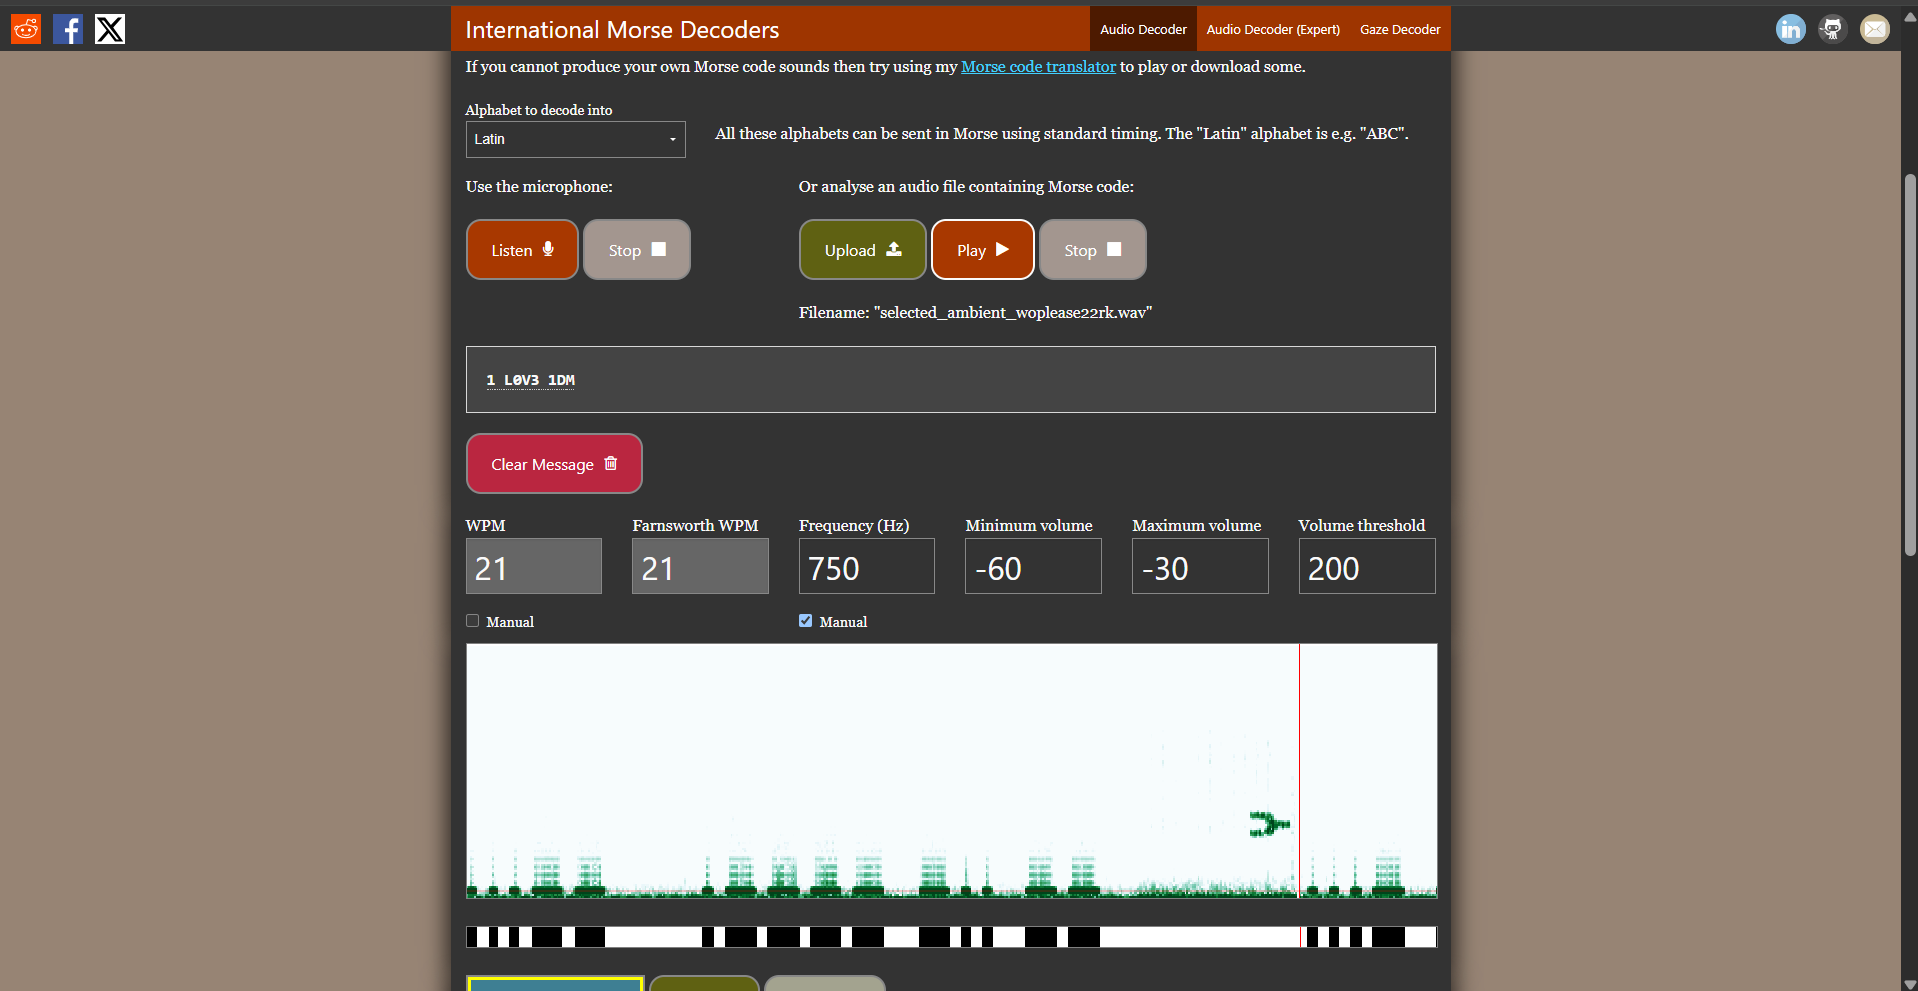 International Morse Decoders
Audio Decoder
Audio Decoder (Expert)
Gaze Decoder
If you cannot produce your own Morse code sounds then try using my Morse code translator to play or download some.
Alphabet to decode into
Latin
All these alphabets can be sent in Morse using standard timing. The "Latin" alphabet is e.g. "ABC".
Use the microphone:
Or analyse an audio file containing Morse code:
Listen
Stop
Upload
Play
Stop
Filename: "selected_ambient_woplease22rk.wav"
1 L0V3 1DM
Clear Message
WPM
Farnsworth WPM
Frequency (Hz)
Minimum volume
Maximum volume
Volume threshold
21
21
750
-60
-30
200
Manual
Manual